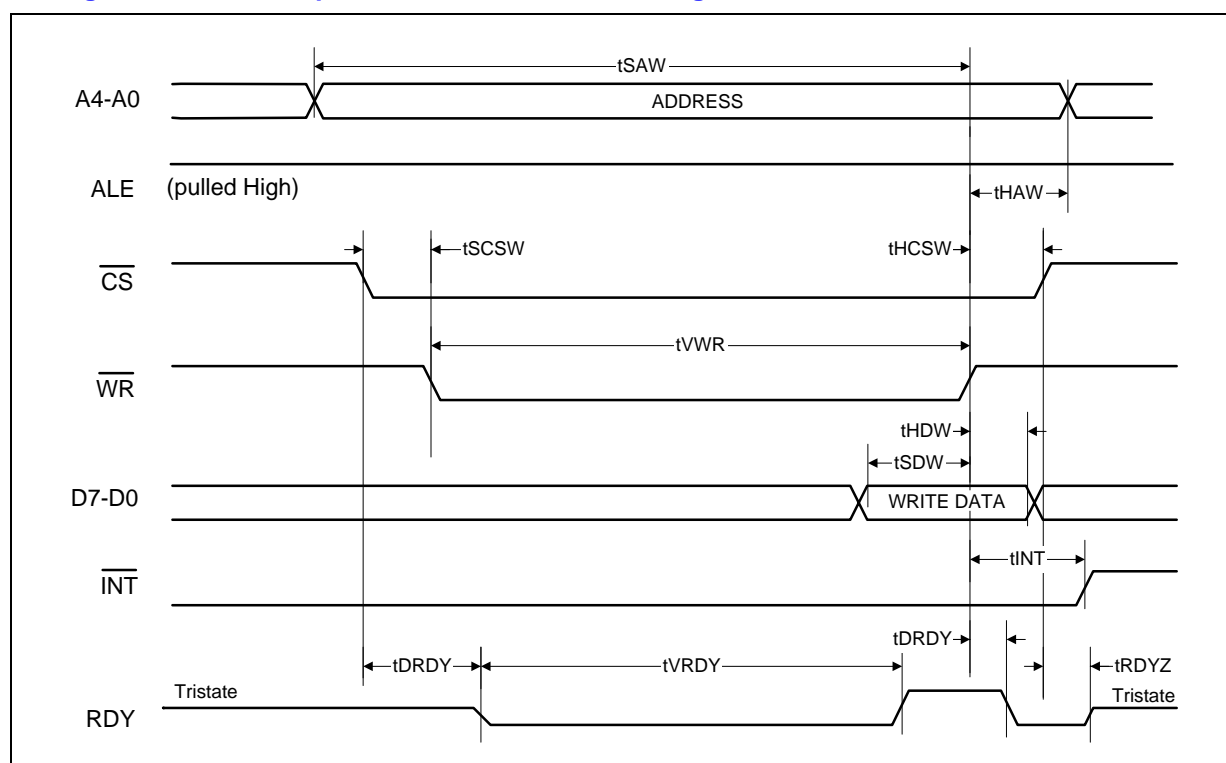 tSAW
A4-A0
ADDRESS
ALE
(pulled High)
tHAW
tSCSW
tHCSW
CS
tVWR
WR
tHDW
tSDW
D7-D0
WRITE DATA
tINT
INT
tDRDY
tDRDY
tVRDY
tRDYZ
Tristate
Tristate
RDY